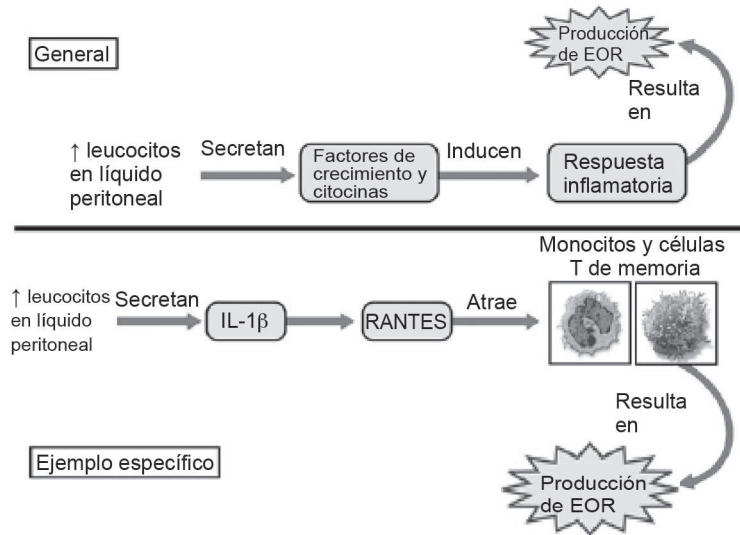 General
Producción
de EOR
Resulta
en
↑ leucocitos
en líquido
peritoneal
Secretan
Factores de
crecimiento y
citocinas
Inducen
Respuesta
inflamatoria
Monocitos y células
T de memoria
↑ leucocitos
en líquido
peritoneal
Secretan
IL-1β
RANTES
Atrae
Resulta
en
Ejemplo específico
Producción
de EOR